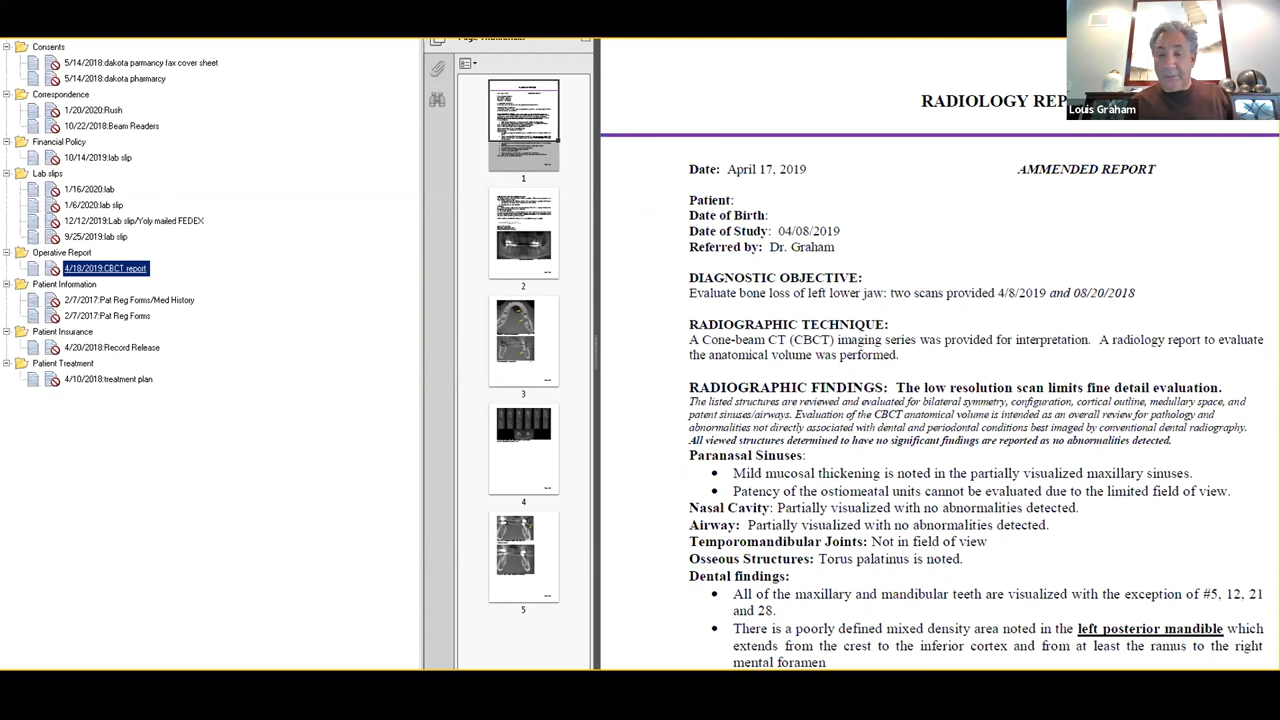 Consents
5/14/2018:dakota parmancy fax cover sheet
5/14/2018:dakota pharmarcy
Correspondence
1/20/2020:Rush
10/22/2018:Beam Readers
Financial Policy
10/14/2019:lab slip
Lab slips
1/16/2020:lab
1/6/2020:lab slip
12/12/2019:Lab slip/Yoly mailed FEDEX
9/25/2019:lab slip
Operative Report
4/18/2019:CBCT report
Patient Information
2/7/2017:Pat Reg Forms/Med History
2/7/2017:Pat Reg Forms
Patient Insurance
4/20/2018:Record Release
Patient Treatment
4/10/2018:treatment plan
1
2
3
4
5
Louis Graham
RADIOLOGY
Date: April 17, 2019 AMMENDED REPORT
Patient:
Date of Birth:
Date of Study: 04/08/2019
Referred by: Dr. Graham
DIAGNOSTIC OBJECTIVE:
Evaluate bone loss of left lower jaw: two scans provided 4/8/2019 and 08/20/2018
RADIOGRAPHIC TECHNIQUE:
A Cone-beam CT (CBCT) imaging series was provided for interpretation. A radiology report to evaluate
the anatomical volume was performed.
RADIOGRAPHIC FINDINGS: The low resolution scan limits fine detail evaluation.
The listed structures are reviewed and evaluated for bilateral symmetry, configuration, cortical outline, medullary space, and
patent sinuses/airways. Evaluation of the CBCT anatomical volume is intended as an overall review for pathology and
abnormalities not directly associated with dental and periodontal conditions best imaged by conventional dental radiography.
All viewed structures determined to have no significant findings are reported as no abnormalities detected.
Paranasal Sinuses:
• Mild mucosal thickening is noted in the partially visualized maxillary sinuses.
• Patency of the ostiomeatal units cannot be evaluated due to the limited field of view.
Nasal Cavity: Partially visualized with no abnormalities detected.
Airway: Partially visualized with no abnormalities detected.
Temporomandibular Joints: Not in field of view
Osseous Structures: Torus palatinus is noted.
Dental findings:
• All of the maxillary and mandibular teeth are visualized with the exception of #5, 12, 21
and 28.
• There is a poorly defined mixed density area noted in the left posterior mandible which
extends from the crest to the inferior cortex and from at least the ramus to the right
mental foramen